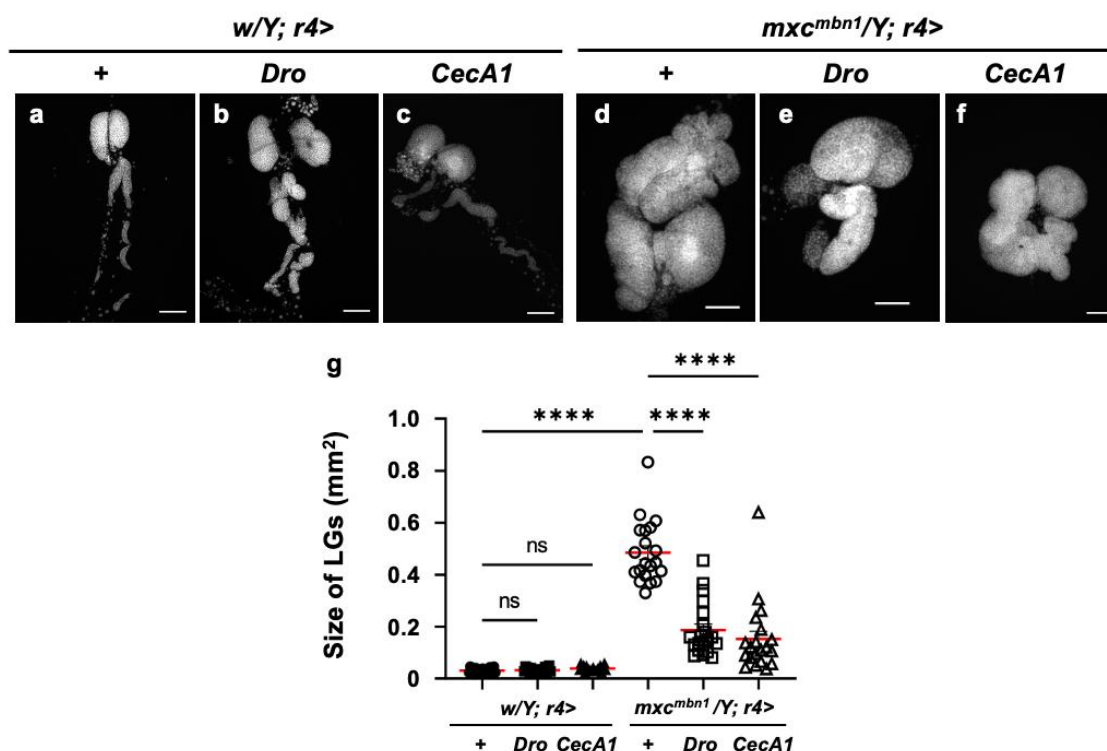 w/Y; r4> mxc^mbn1/Y; r4>
+ Dro CecA1 + Dro CecA1
a b c d e f
g
****
**** ****
ns
ns
Size of LGs (mm²)
1.0
0.8
0.6
0.4
0.2
0
w/Y; r4> mxc^mbn1/Y; r4>
+ Dro CecA1 + Dro CecA1